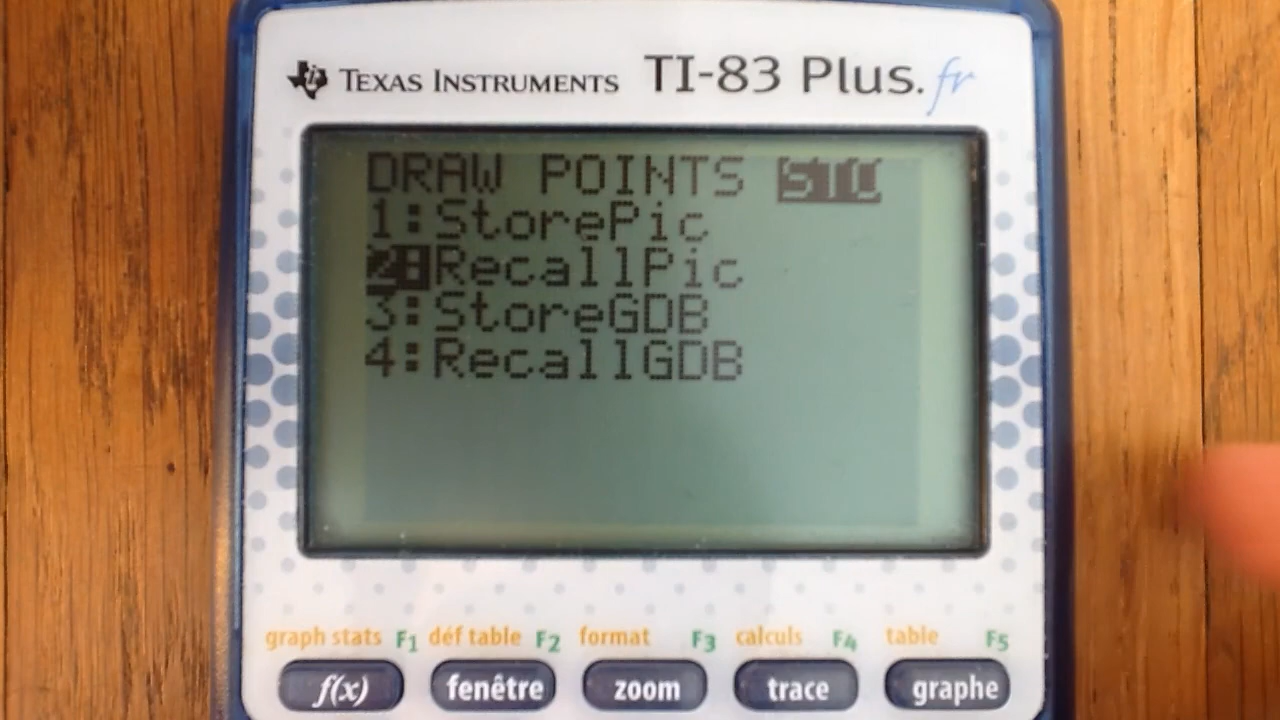 TEXAS INSTRUMENTS TI-83 Plus.fr
DRAW POINTS STO
1:StorePic
2:RecallPic
3:StoreGDB
4:RecallGDB
graph stats F1 déf table F2 format F3 calculs F4 table F5
f(x) fenêtre zoom trace graphe